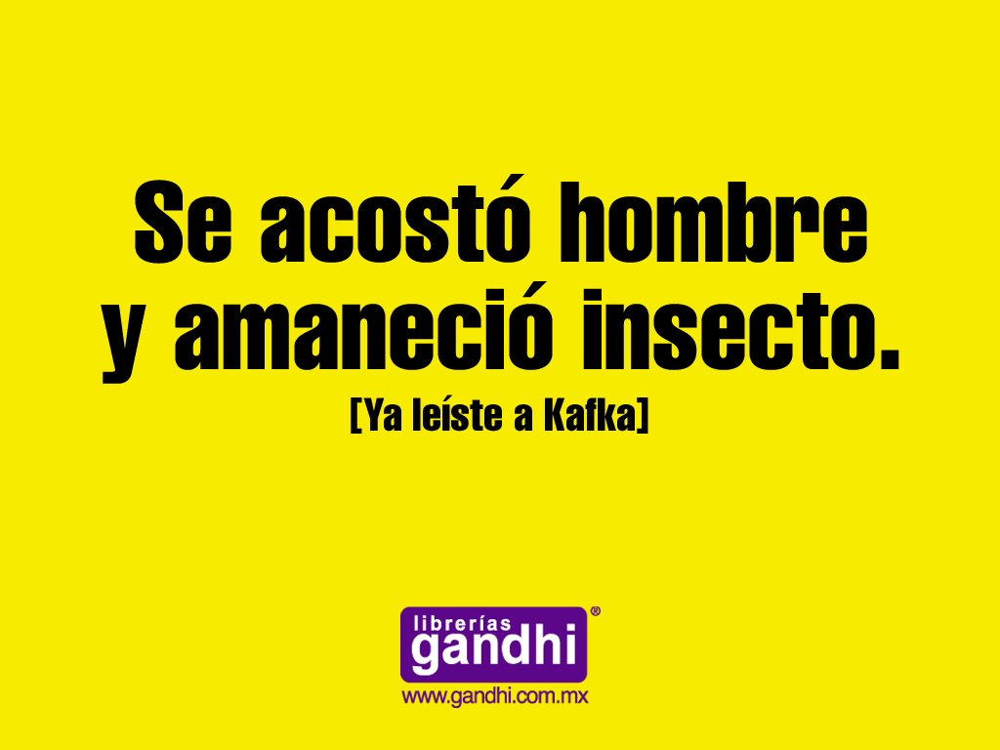 Se acostó hombre
y amaneció insecto.
[Ya leíste a Kafka]
librerías
gandhi®
www.gandhi.com.mx